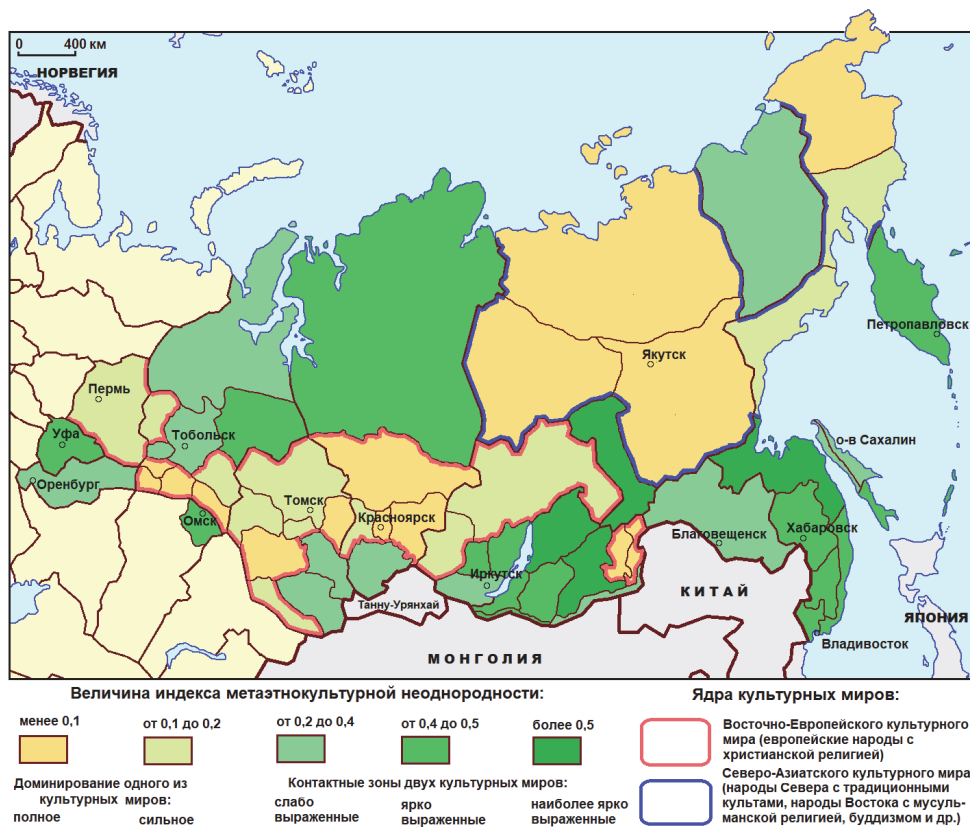 0 400 км
НОРВЕГИЯ
Пермь
Уфа
Оренбург
Тобольск
Омск
Томск
Красноярск
Якутск
Петропавловск
о-в Сахалин
Иркутск
Благовещенск
Хабаровск
Танну-Урянхай
КИТАЙ
ЯПОНИЯ
Владивосток
МОНГОЛИЯ
Величина индекса метаэтнокультурной неоднородности:
менее 0,1
от 0,1 до 0,2
от 0,2 до 0,4
от 0,4 до 0,5
более 0,5
Доминирование одного из
культурных миров:
полное
сильное
Контактные зоны двух культурных миров:
слабо
выраженные
ярко
выраженные
наиболее ярко
выраженные
Ядра культурных миров:
Восточно-Европейского культурного
мира (европейские народы с
христианской религией)
Северо-Азиатского культурного мира
(народы Севера с традиционными
культами, народы Востока с мусуль-
манской религией, буддизмом и др.)